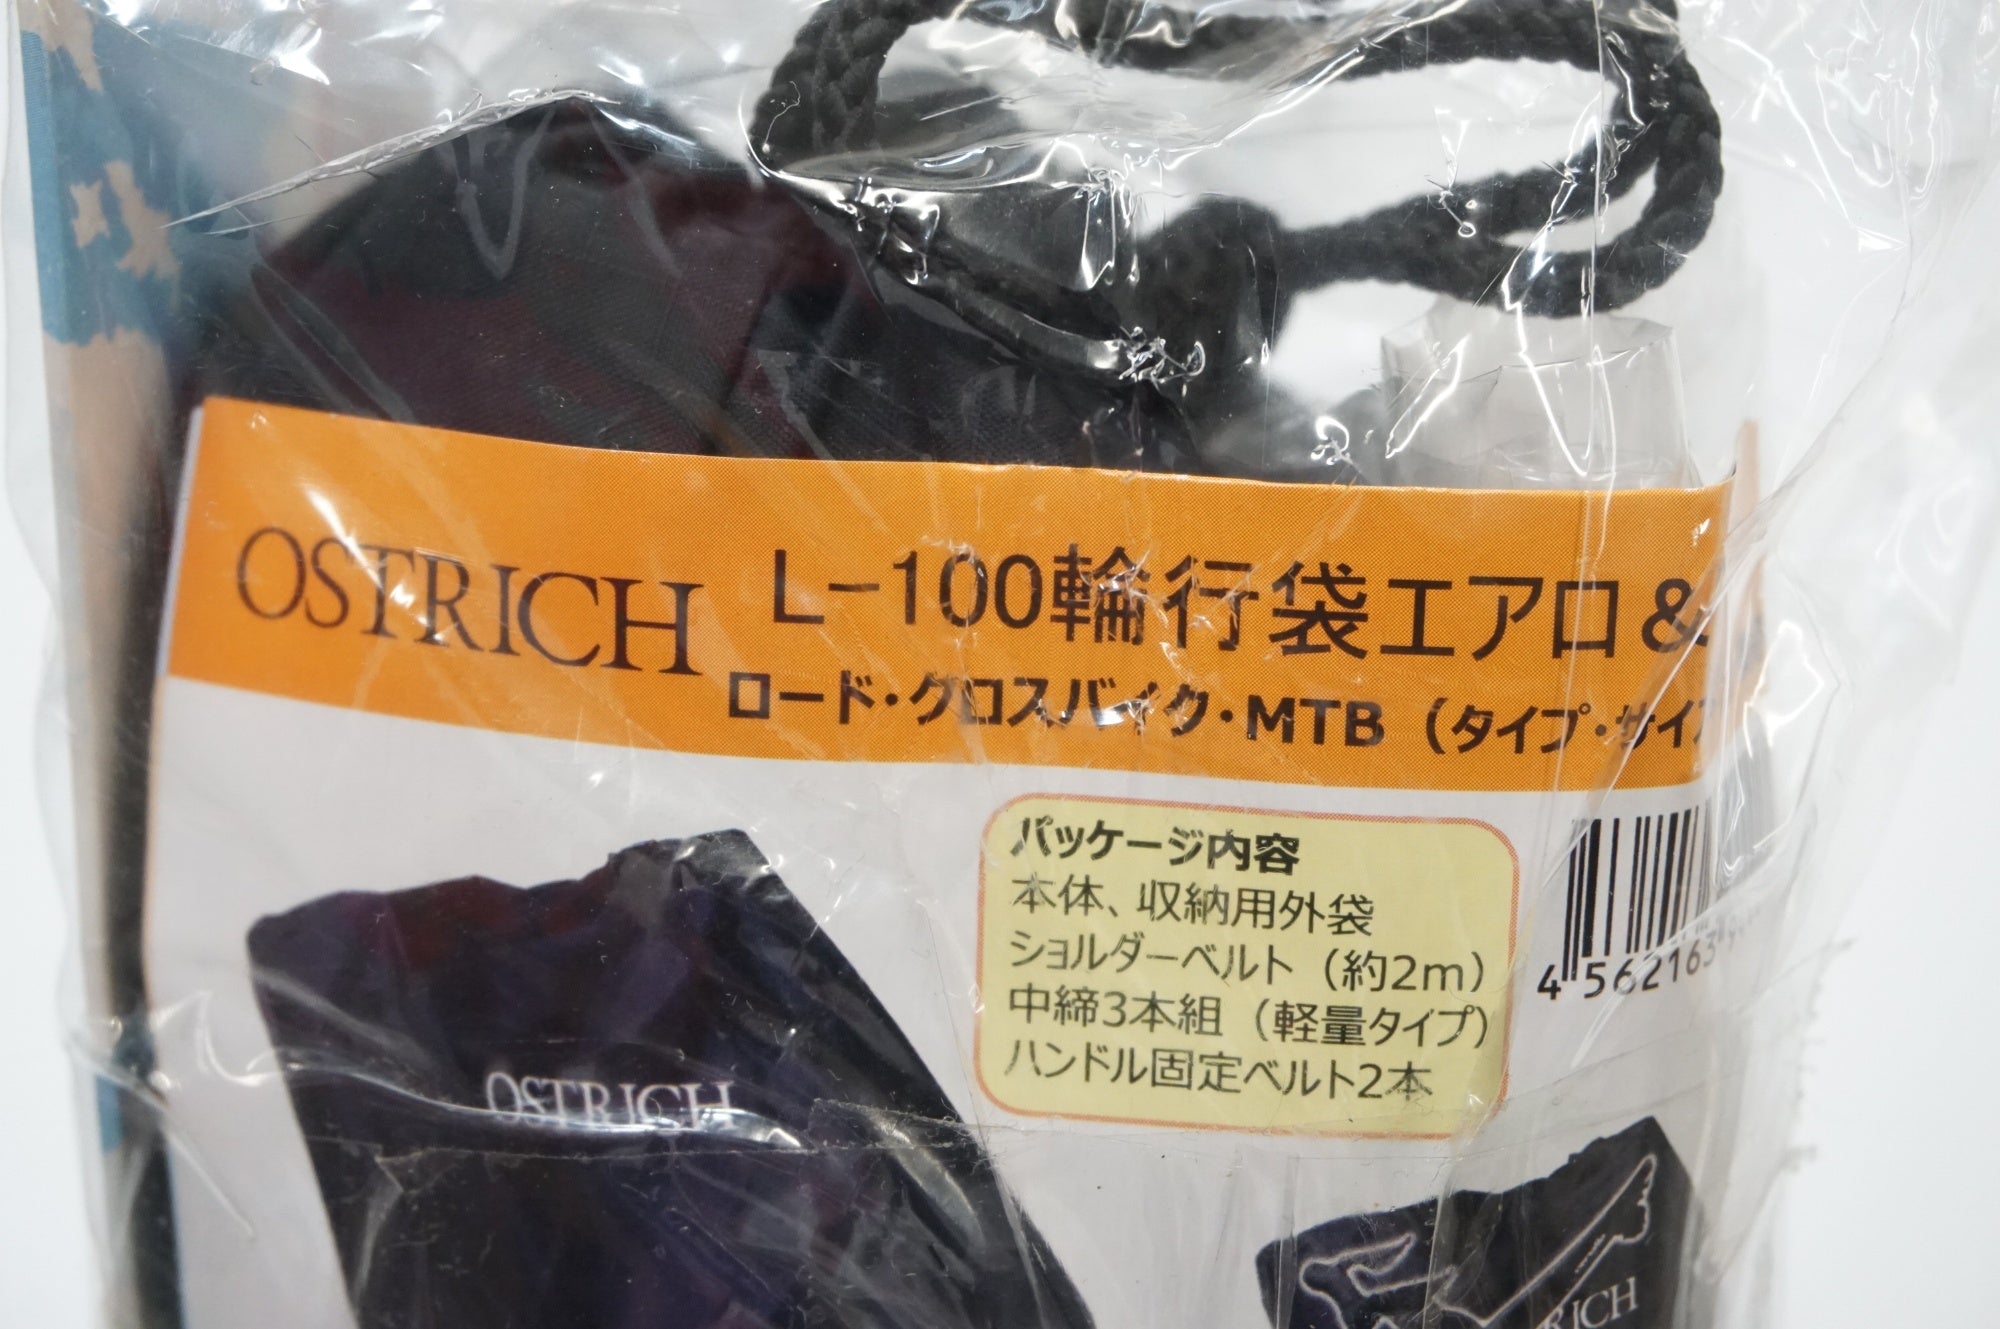 OSTRICH L-100輪行袋エアロ&
ロード・クロスバイク・MTB（タイプ・サイ
パッケージ内容
本体、収納用外袋
ショルダーベルト（約2m）
中締3本組（軽量タイプ）
ハンドル固定ベルト2本
4 562163
OSTRICH
RICH